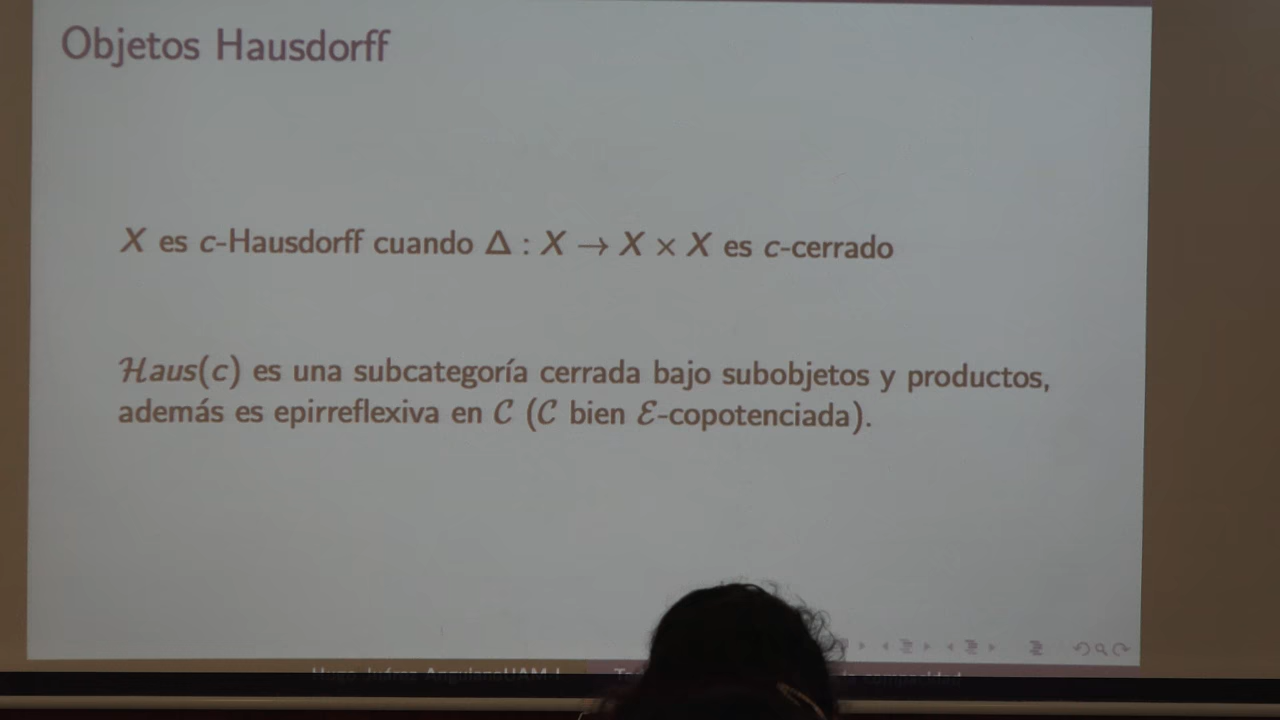 Objetos Hausdorff
X es c-Hausdorff cuando Δ : X → X × X es c-cerrado
Haus(c) es una subcategoría cerrada bajo subobjetos y productos,
además es epirreflexiva en C (C bien E-copotenciada).